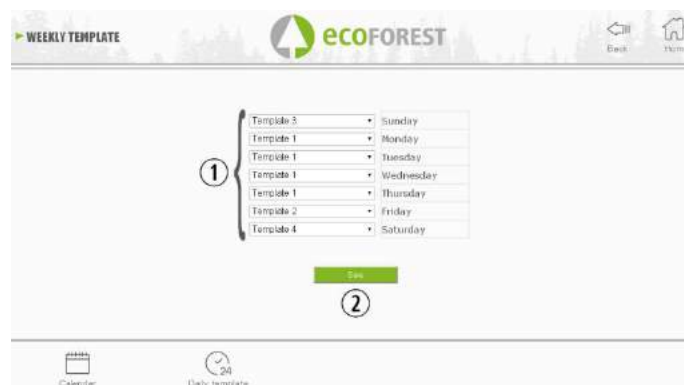 WEEKLY TEMPLATE
ecoFOREST
Back
Home
Template 3 Sunday
Template 1 Monday
Template 1 Tuesday
Template 1 Wednesday
Template 1 Thursday
Template 2 Friday
Template 4 Saturday
1
2
24
Calendar
Daily template